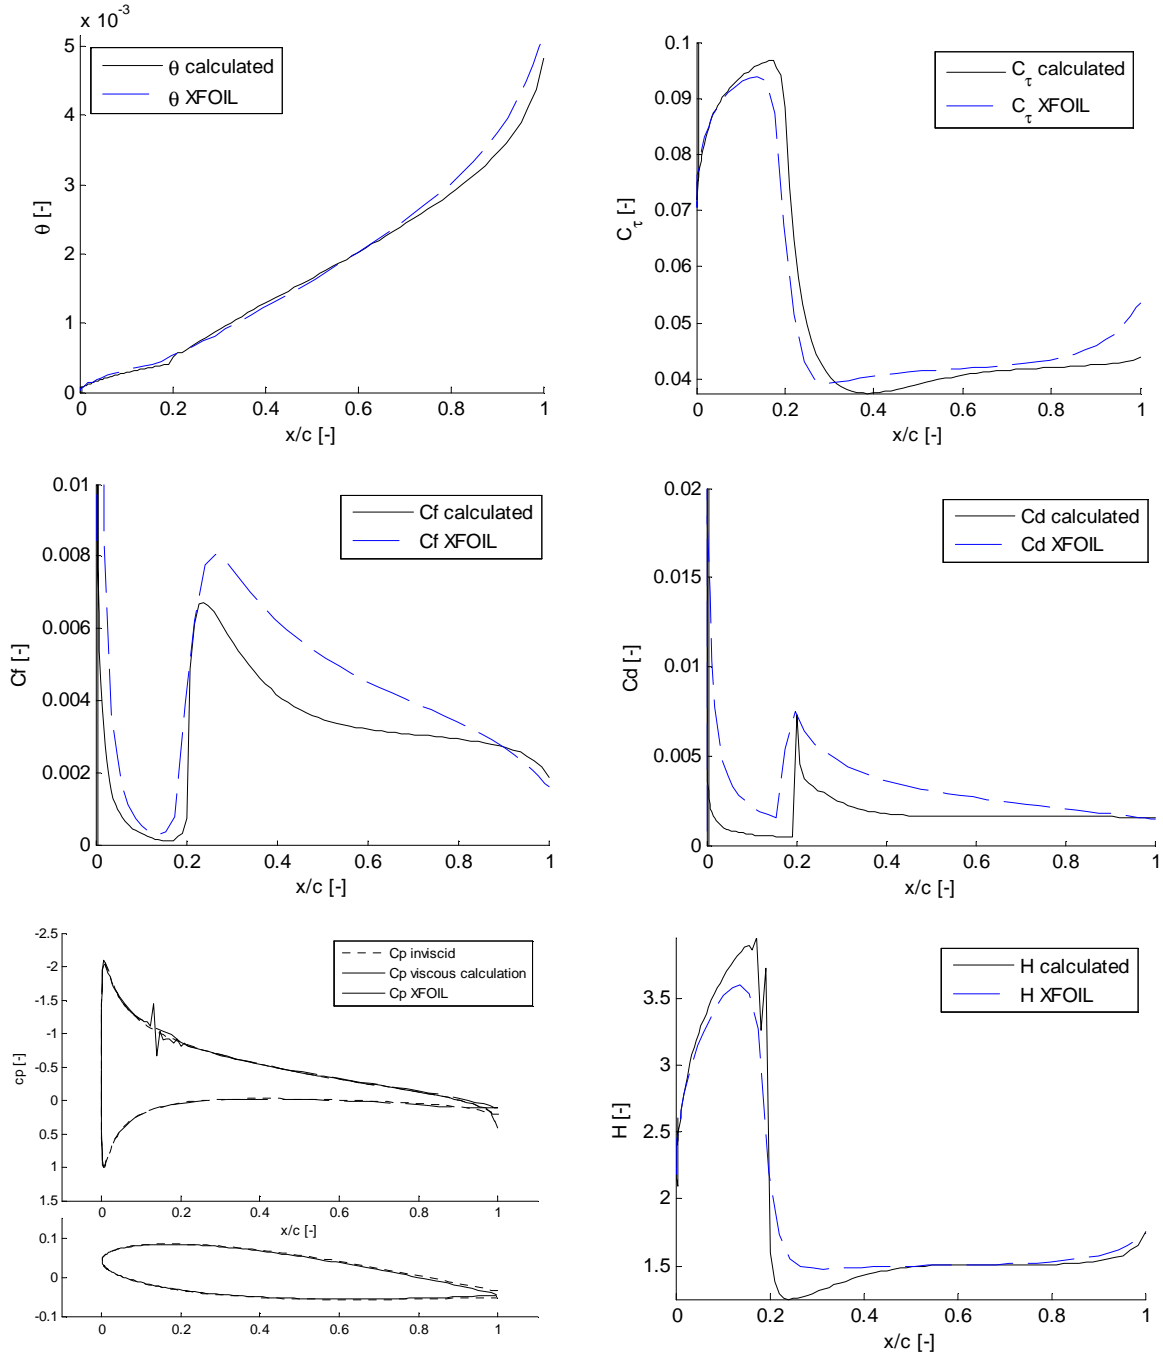 x 10^-3
5
4
3
2
1
0
θ [-]
θ calculated
θ XFOIL
0 0.2 0.4 0.6 0.8 1
x/c [-]
0.1
0.09
0.08
0.07
0.06
0.05
0.04
C_τ [-]
C_τ calculated
C_τ XFOIL
0 0.2 0.4 0.6 0.8 1
x/c [-]
0.01
0.008
0.006
0.004
0.002
0
Cf [-]
Cf calculated
Cf XFOIL
0 0.2 0.4 0.6 0.8 1
x/c [-]
0.02
0.015
0.01
0.005
0
Cd [-]
Cd calculated
Cd XFOIL
0 0.2 0.4 0.6 0.8 1
x/c [-]
-2.5
-2
-1.5
-1
-0.5
0
0.5
1
1.5
cp [-]
Cp inviscid
Cp viscous calculation
Cp XFOIL
0 0.2 0.4 0.6 0.8 1
x/c [-]
0.1
0
-0.1
0 0.2 0.4 0.6 0.8 1
3.5
3
2.5
2
1.5
H [-]
H calculated
H XFOIL
0 0.2 0.4 0.6 0.8 1
x/c [-]